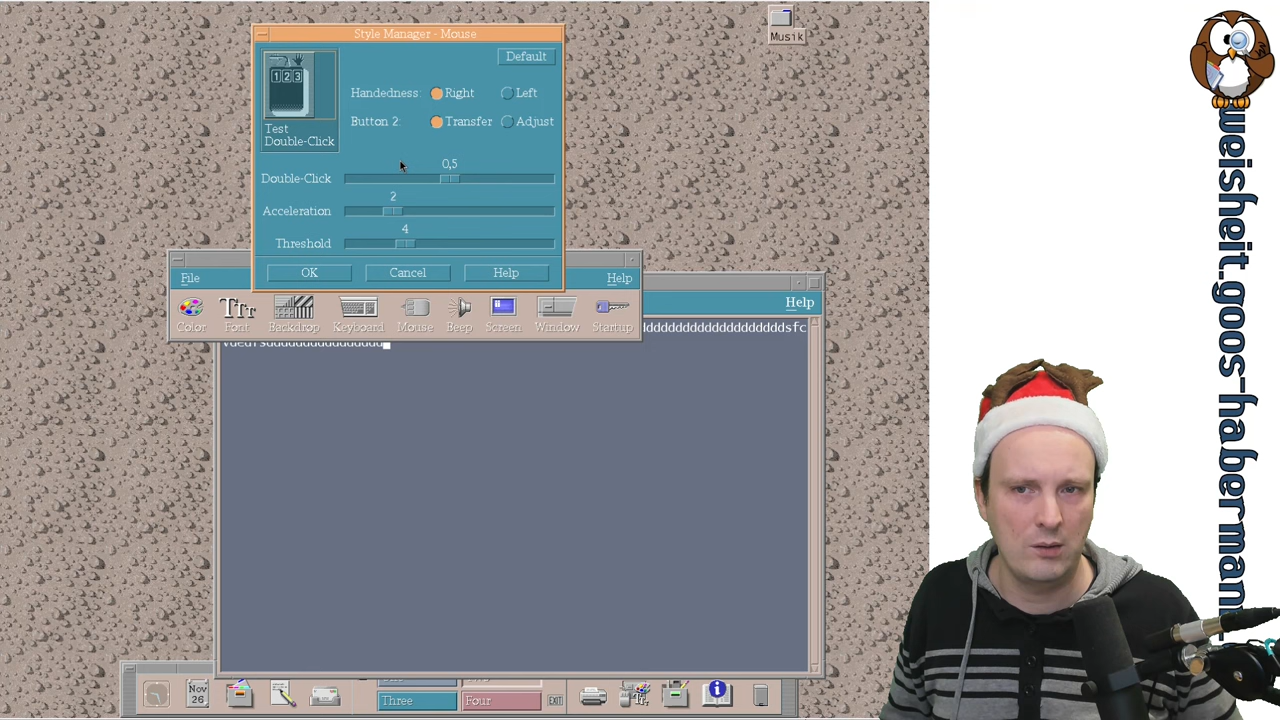 Style Manager - Mouse
Musik
Default
123
Test
Double-Click
Handedness: Right Left
Button 2: Transfer Adjust
0,5
Double-Click
2
Acceleration
4
Threshold
OK Cancel Help
File Help
Color Font Backdrop Keyboard Mouse Beep Screen Window Startup
Help
Nov
26
Three Four
EXIT
weisheit.goos-habermann